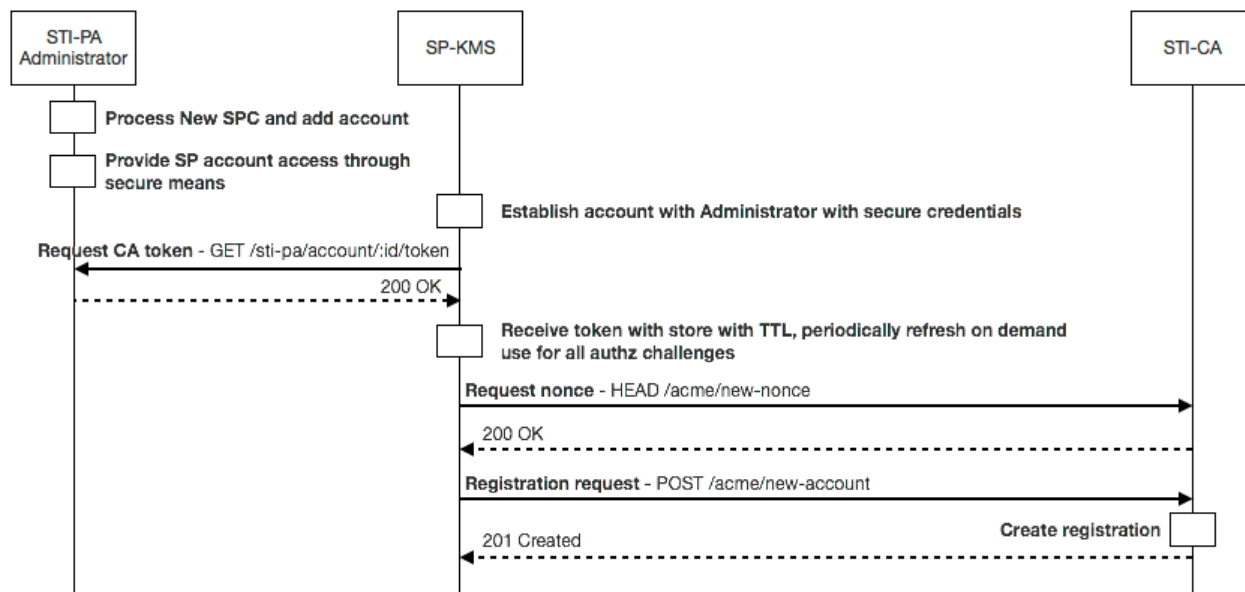 STI-PA
Administrator
SP-KMS
STI-CA
Process New SPC and add account
Provide SP account access through
secure means
Establish account with Administrator with secure credentials
Request CA token - GET /sti-pa/account/:id/token
200 OK
Receive token with store with TTL, periodically refresh on demand
use for all authz challenges
Request nonce - HEAD /acme/new-nonce
200 OK
Registration request - POST /acme/new-account
Create registration
201 Created